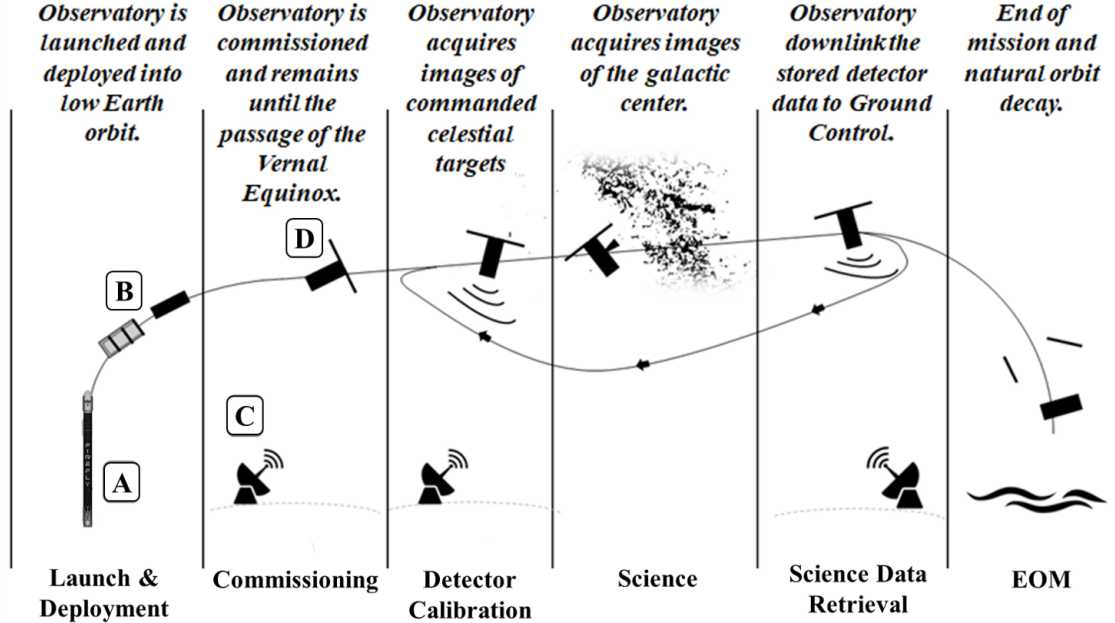 Observatory is
launched and
deployed into
low Earth
orbit.
Observatory is
commissioned
and remains
until the
passage of the
Vernal
Equinox.
Observatory
acquires
images of
commanded
celestial
targets
Observatory
acquires images
of the galactic
center.
Observatory
downlink the
stored detector
data to Ground
Control.
End of
mission and
natural orbit
decay.
D
B
C
A
FIREFLY
Launch &
Deployment
Commissioning
Detector
Calibration
Science
Science Data
Retrieval
EOM